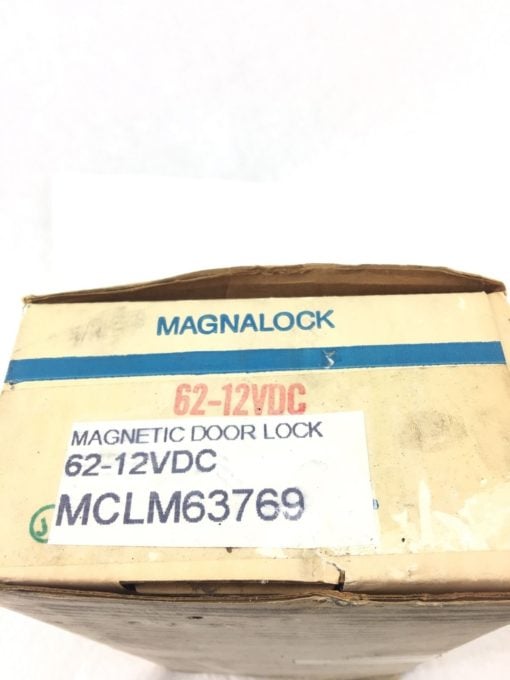 MAGNALOCK
62-12VDC
MAGNETIC DOOR LOCK
62-12VDC
MCLM63769